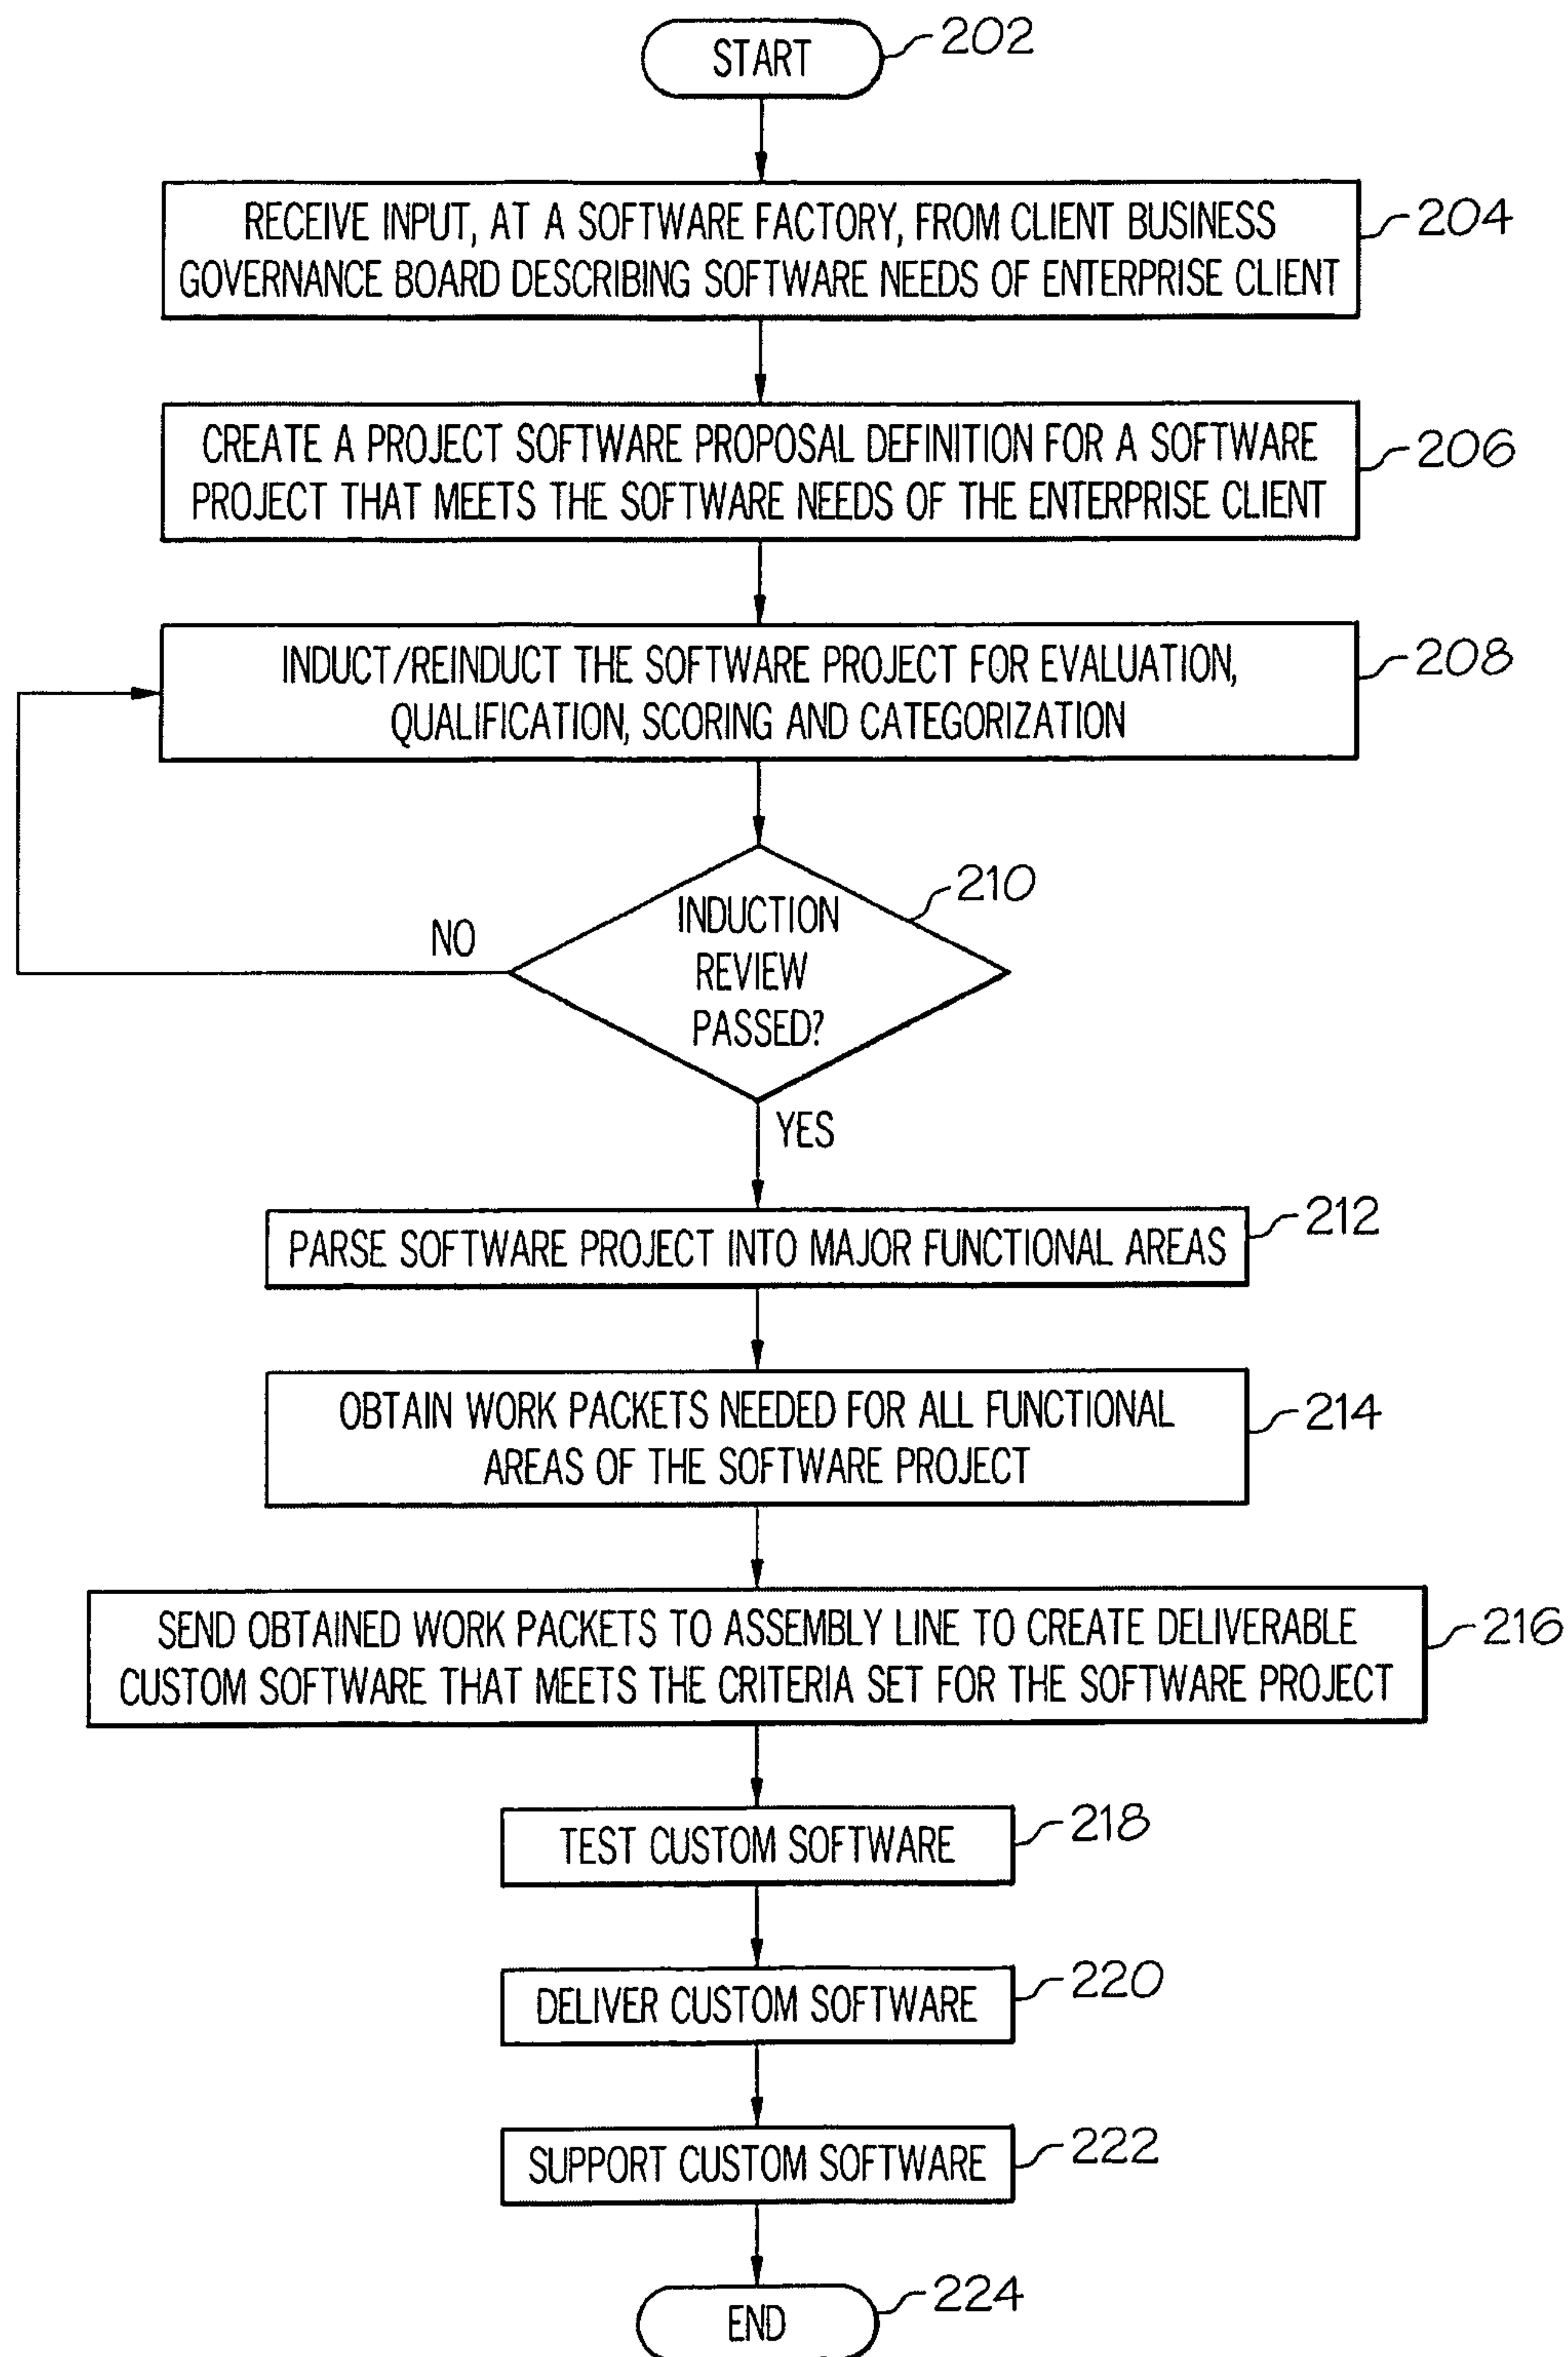 START
202
RECEIVE INPUT, AT A SOFTWARE FACTORY, FROM CLIENT BUSINESS
GOVERNANCE BOARD DESCRIBING SOFTWARE NEEDS OF ENTERPRISE CLIENT
204
CREATE A PROJECT SOFTWARE PROPOSAL DEFINITION FOR A SOFTWARE
PROJECT THAT MEETS THE SOFTWARE NEEDS OF THE ENTERPRISE CLIENT
206
INDUCT/REINDUCT THE SOFTWARE PROJECT FOR EVALUATION,
QUALIFICATION, SCORING AND CATEGORIZATION
208
INDUCTION
REVIEW
PASSED?
210
NO
YES
PARSE SOFTWARE PROJECT INTO MAJOR FUNCTIONAL AREAS
212
OBTAIN WORK PACKETS NEEDED FOR ALL FUNCTIONAL
AREAS OF THE SOFTWARE PROJECT
214
SEND OBTAINED WORK PACKETS TO ASSEMBLY LINE TO CREATE DELIVERABLE
CUSTOM SOFTWARE THAT MEETS THE CRITERIA SET FOR THE SOFTWARE PROJECT
216
TEST CUSTOM SOFTWARE
218
DELIVER CUSTOM SOFTWARE
220
SUPPORT CUSTOM SOFTWARE
222
END
224